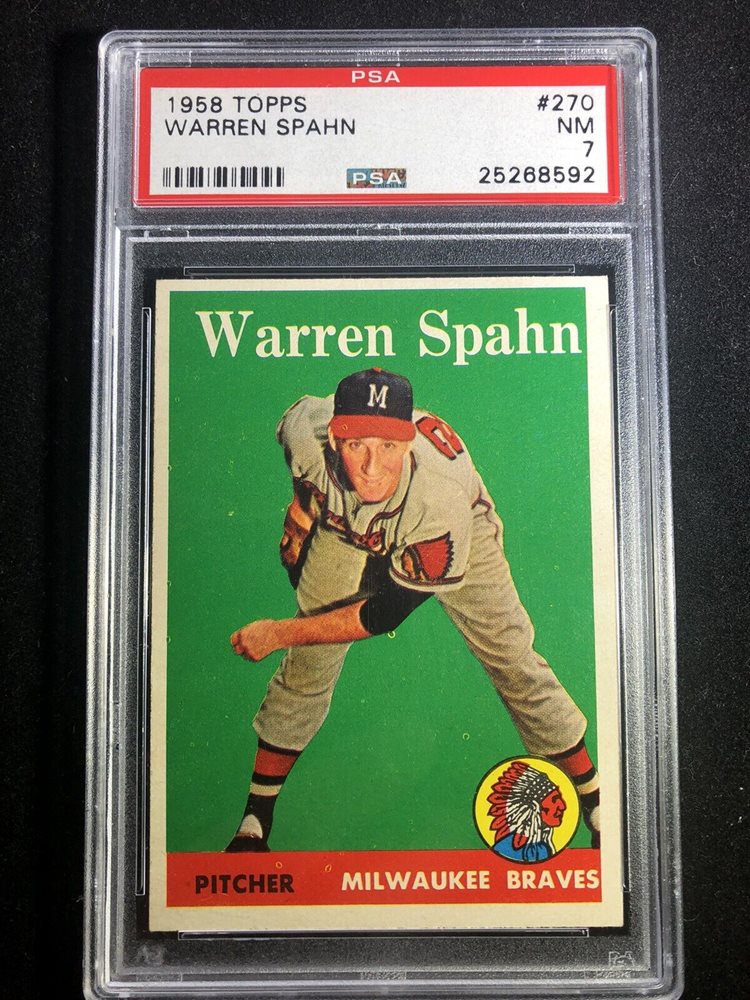 PSA
1958 TOPPS #270
WARREN SPAHN NM
7
PSA 25268592
Warren Spahn
M
PITCHER MILWAUKEE BRAVES